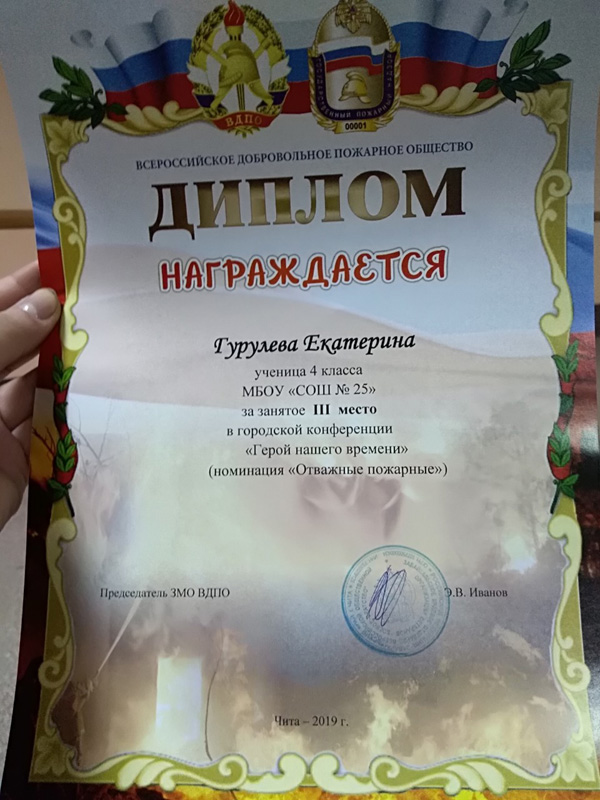 ВДПО
00001
ВСЕРОССИЙСКОЕ ДОБРОВОЛЬНОЕ ПОЖАРНОЕ ОБЩЕСТВО
ДИПЛОМ
НАГРАЖДАЕТСЯ
Гурулева Екатерина
ученица 4 класса
МБОУ «СОШ № 25»
за занятое III место
в городской конференции
«Герой нашего времени»
(номинация «Отважные пожарные»)
Председатель ЗМО ВДПО Э.В. Иванов
Чита – 2019 г.